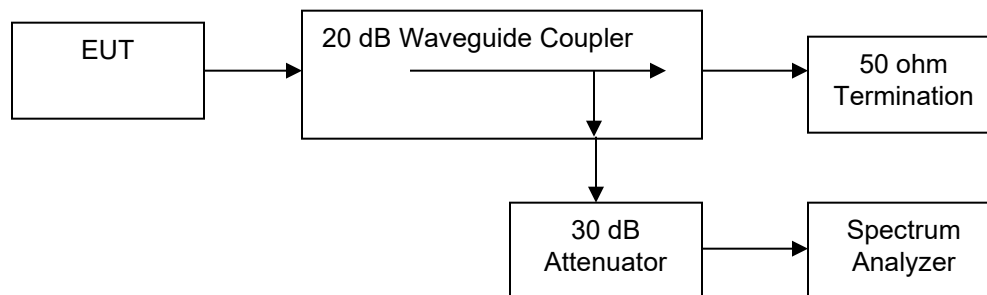 EUT
20 dB Waveguide Coupler
50 ohm
Termination
30 dB
Attenuator
Spectrum
Analyzer